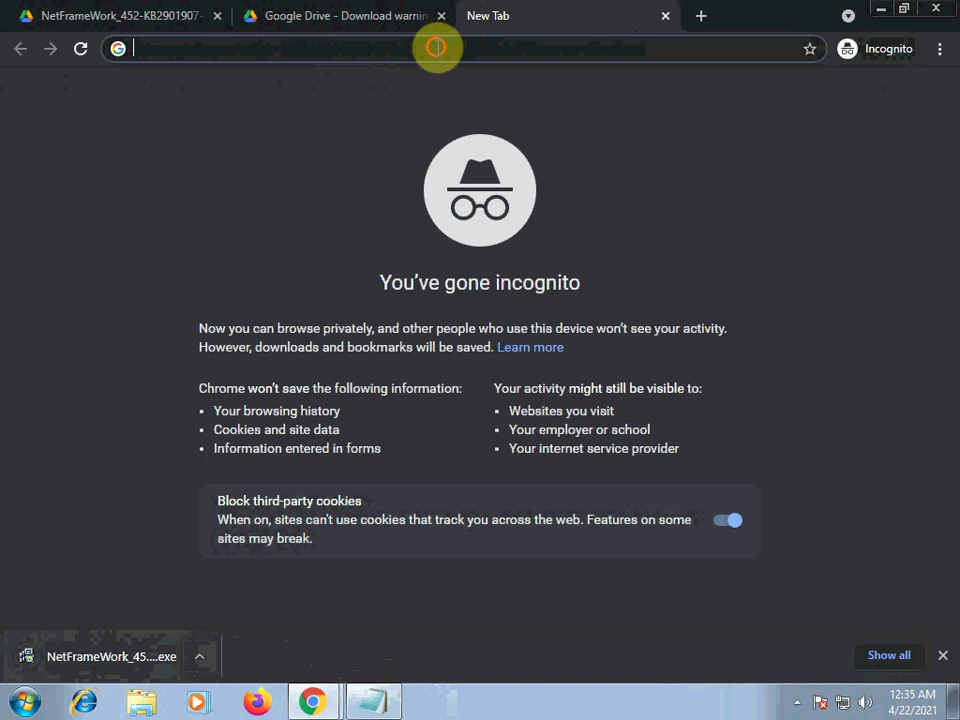 NetFrameWork_452-KB2901907-
Google Drive - Download warnin
New Tab
Incognito
You've gone incognito
Now you can browse privately, and other people who use this device won't see your activity.
However, downloads and bookmarks will be saved. Learn more
Chrome won't save the following information:
• Your browsing history
• Cookies and site data
• Information entered in forms
Your activity might still be visible to:
• Websites you visit
• Your employer or school
• Your internet service provider
Block third-party cookies
When on, sites can't use cookies that track you across the web. Features on some
sites may break.
NetFrameWork_45....exe
Show all
12:35 AM
4/22/2021